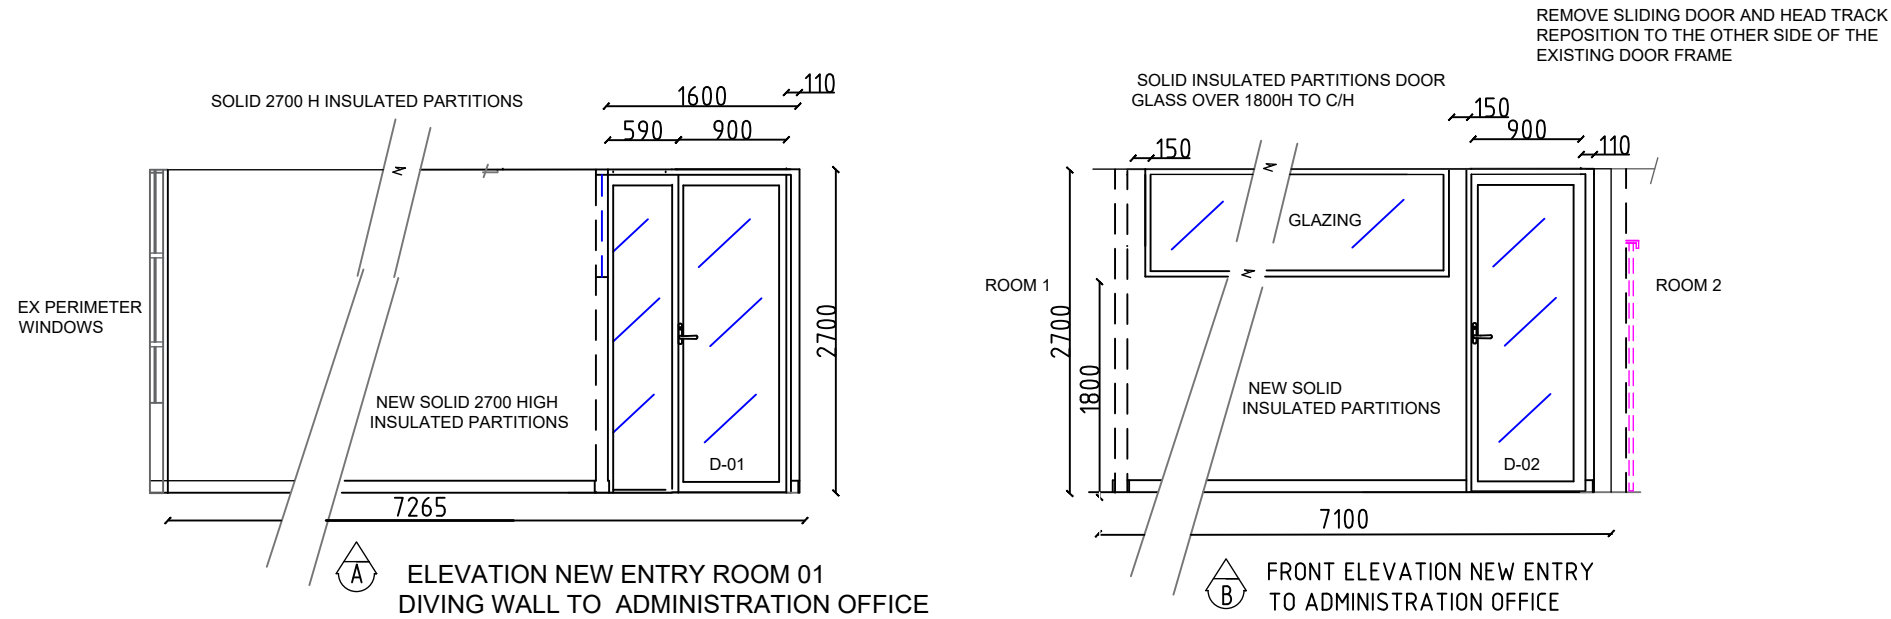 REMOVE SLIDING DOOR AND HEAD TRACK
REPOSITION TO THE OTHER SIDE OF THE
EXISTING DOOR FRAME
SOLID 2700 H INSULATED PARTITIONS
1600
110
590
900
EX PERIMETER
WINDOWS
NEW SOLID 2700 HIGH
INSULATED PARTITIONS
D-01
2700
7265
A
ELEVATION NEW ENTRY ROOM 01
DIVING WALL TO ADMINISTRATION OFFICE
SOLID INSULATED PARTITIONS DOOR
GLASS OVER 1800H TO C/H
150
150
900
110
GLAZING
ROOM 1
ROOM 2
2700
1800
NEW SOLID
INSULATED PARTITIONS
D-02
7100
B
FRONT ELEVATION NEW ENTRY
TO ADMINISTRATION OFFICE